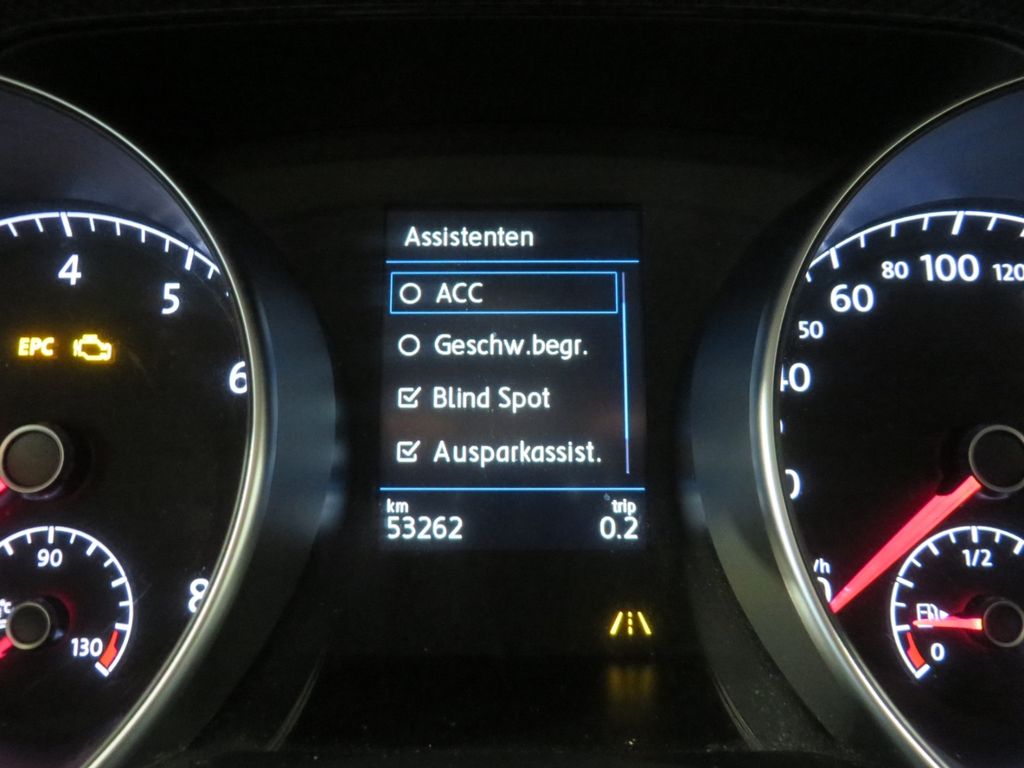 Assistenten
ACC
Geschw.begr.
Blind Spot
Ausparkassist.
km
trip
53262
0.2
4
5
6
8
EPC
90
130
60
80
100
120
50
1/2
0